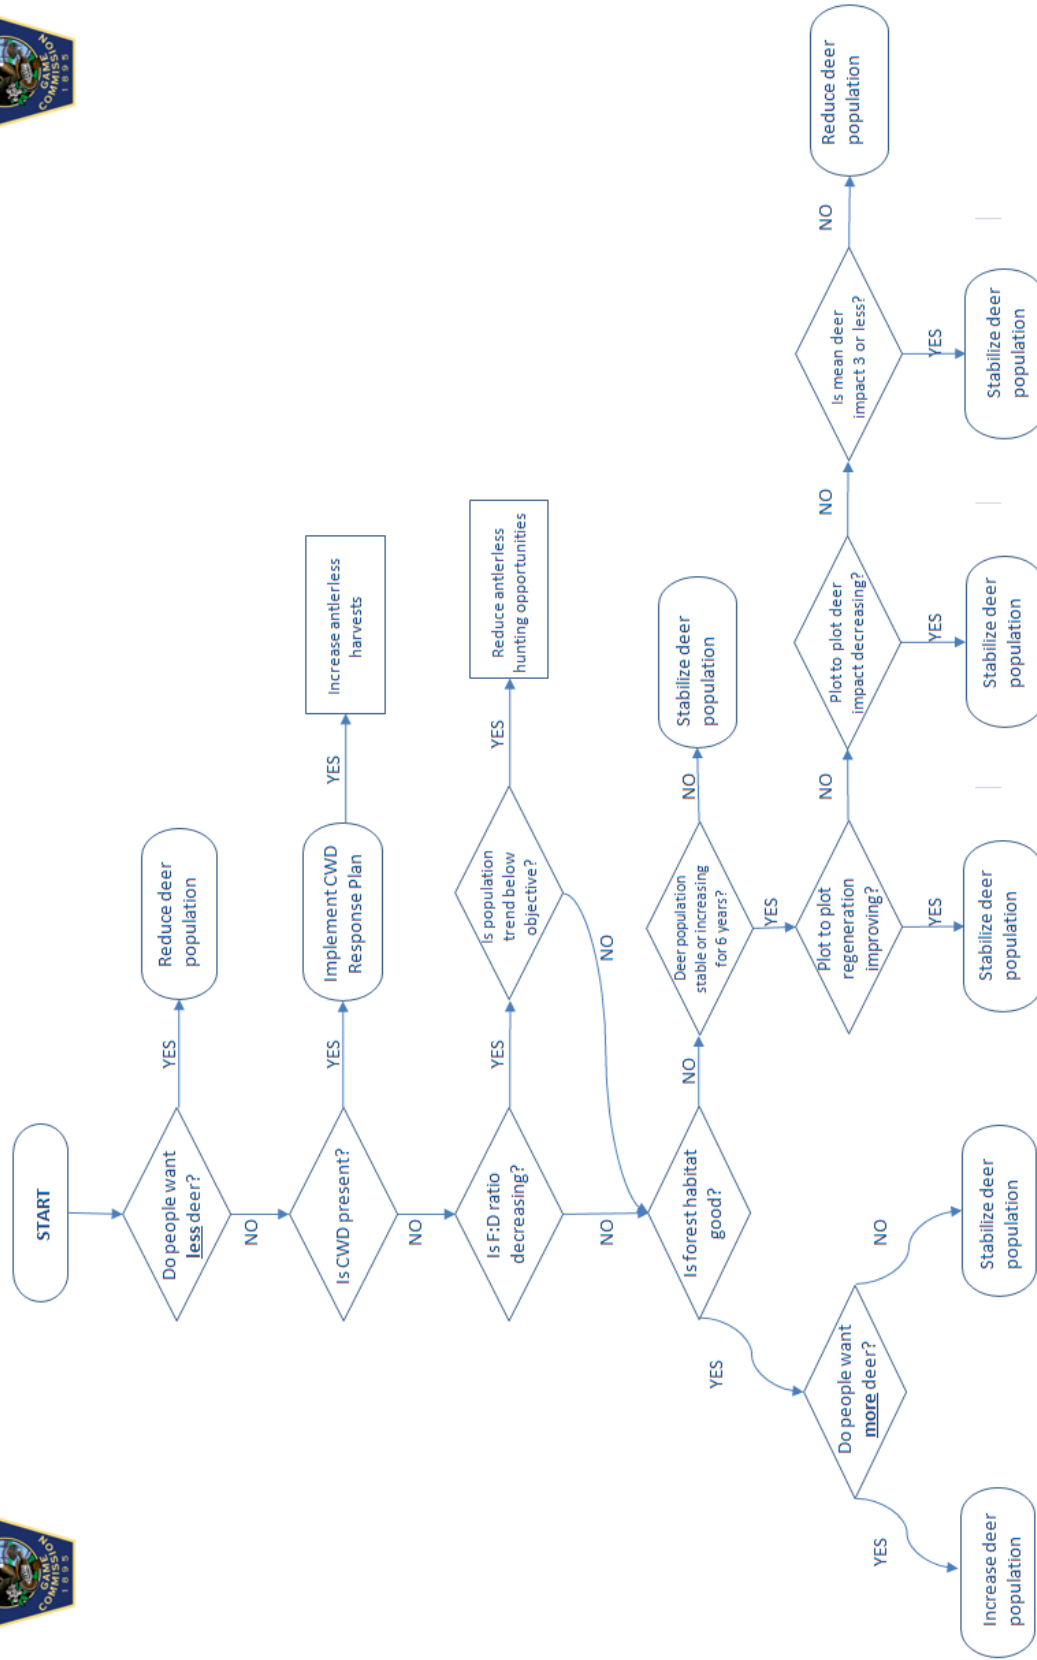 NOI
GAME
COMMISSIO
1895
START
Do people want
less deer?
YES
Reduce deer
population
NO
Is CWD present?
YES
Implement CWD
Response Plan
YES
Increase antlerless
harvests
NO
Is F:D ratio
decreasing?
YES
Is population
trend below
objective?
YES
Reduce antlerless
hunting opportunities
NO
NO
Is forest habitat
good?
NO
Deer population
stable or increasing
for 6 years?
NO
Stabilize deer
population
YES
YES
Do people want
more deer?
YES
Increase deer
population
NO
Stabilize deer
population
Plot to plot
regeneration
improving?
YES
Stabilize deer
population
NO
Plot to plot deer
impact decreasing?
YES
Stabilize deer
population
NO
Is mean deer
impact 3 or less?
YES
Stabilize deer
population
NO
Reduce deer
population
NOI
GAME
COMMISSIO
1895